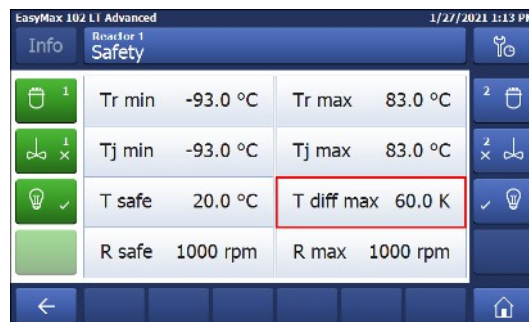 EasyMax 102 LT Advanced 1/27/2021 1:13 PM
Info Reactor 1
Safety
1 Tr min -93.0 °C Tr max 83.0 °C 2
1 Tj min -93.0 °C Tj max 83.0 °C 2
T safe 20.0 °C T diff max 60.0 K
R safe 1000 rpm R max 1000 rpm